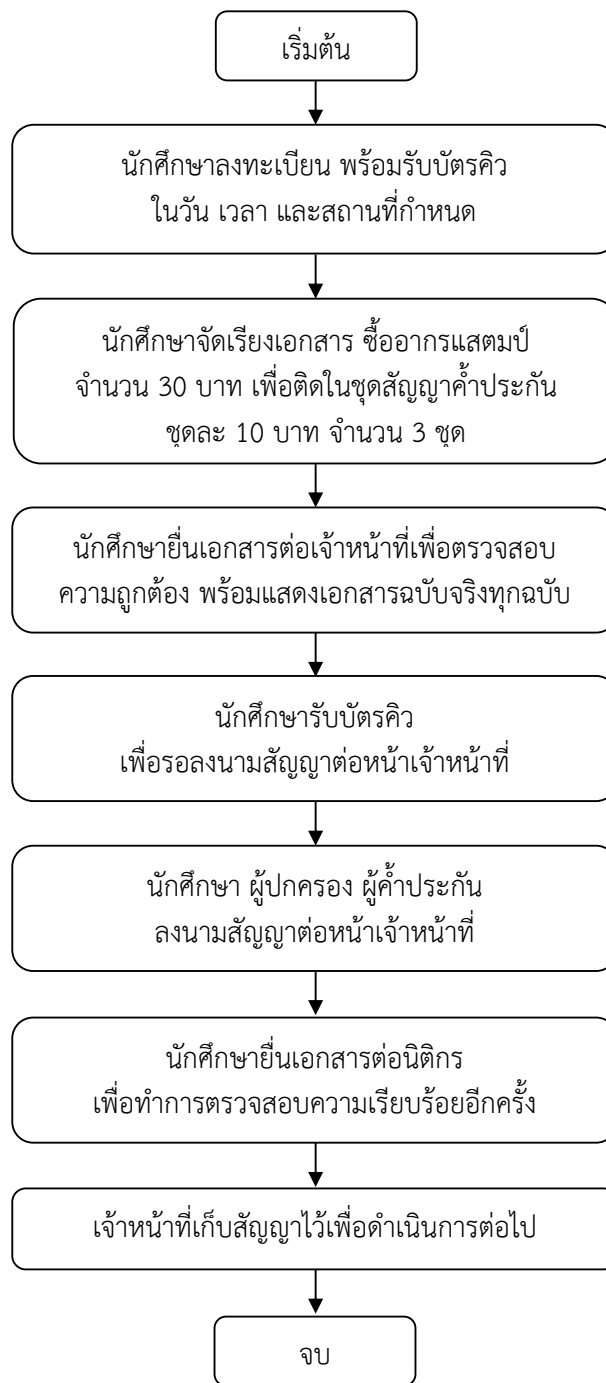 เริ่มต้น
นักศึกษาลงทะเบียน พร้อมรับบัตรคิว
ในวัน เวลา และสถานที่กำหนด
นักศึกษาจัดเรียงเอกสาร ซื้ออากรแสตมป์
จำนวน 30 บาท เพื่อติดในชุดสัญญาค้ำประกัน
ชุดละ 10 บาท จำนวน 3 ชุด
นักศึกษายื่นเอกสารต่อเจ้าหน้าที่เพื่อตรวจสอบ
ความถูกต้อง พร้อมแสดงเอกสารฉบับจริงทุกฉบับ
นักศึกษารับบัตรคิว
เพื่อรอลงนามสัญญาต่อหน้าเจ้าหน้าที่
นักศึกษา ผู้ปกครอง ผู้ค้ำประกัน
ลงนามสัญญาต่อหน้าเจ้าหน้าที่
นักศึกษายื่นเอกสารต่อนิติกร
เพื่อทำการตรวจสอบความเรียบร้อยอีกครั้ง
เจ้าหน้าที่เก็บสัญญาไว้เพื่อดำเนินการต่อไป
จบ